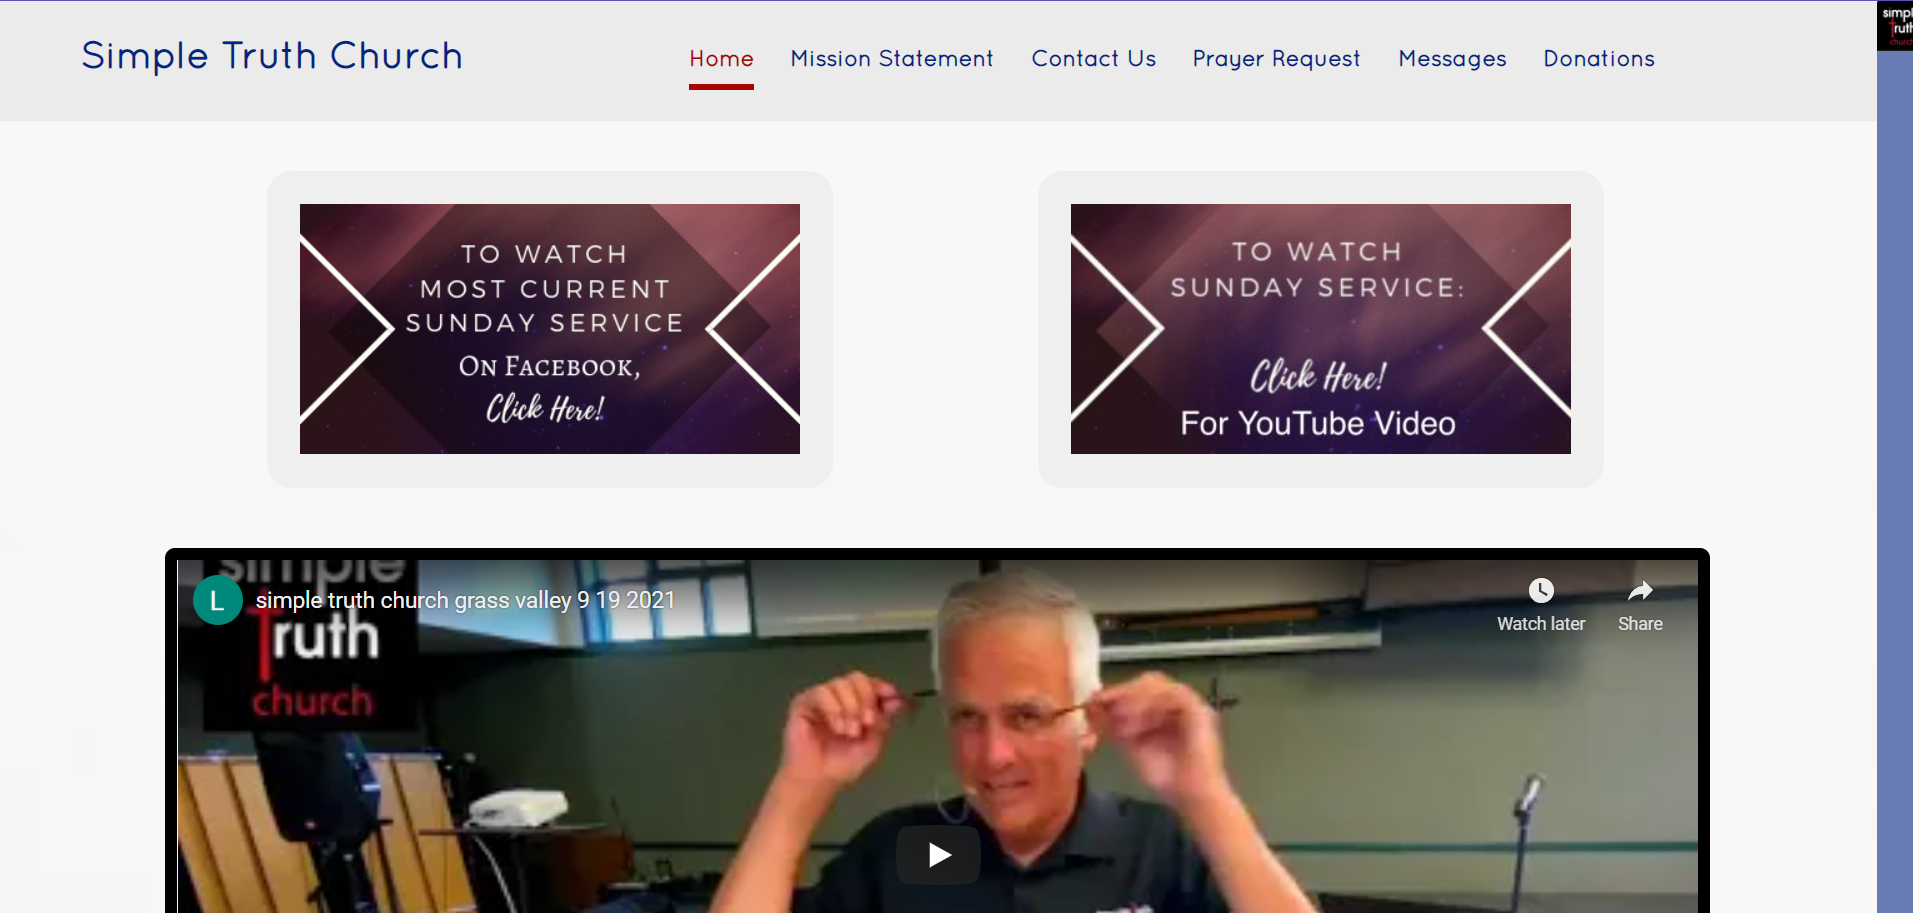 Simple Truth Church
Home
Mission Statement
Contact Us
Prayer Request
Messages
Donations
TO WATCH
MOST CURRENT
SUNDAY SERVICE
ON FACEBOOK,
Click Here!
TO WATCH
SUNDAY SERVICE:
Click Here!
For YouTube Video
L
simple truth church grass valley 9 19 2021
Watch later
Share
simple
Truth
church